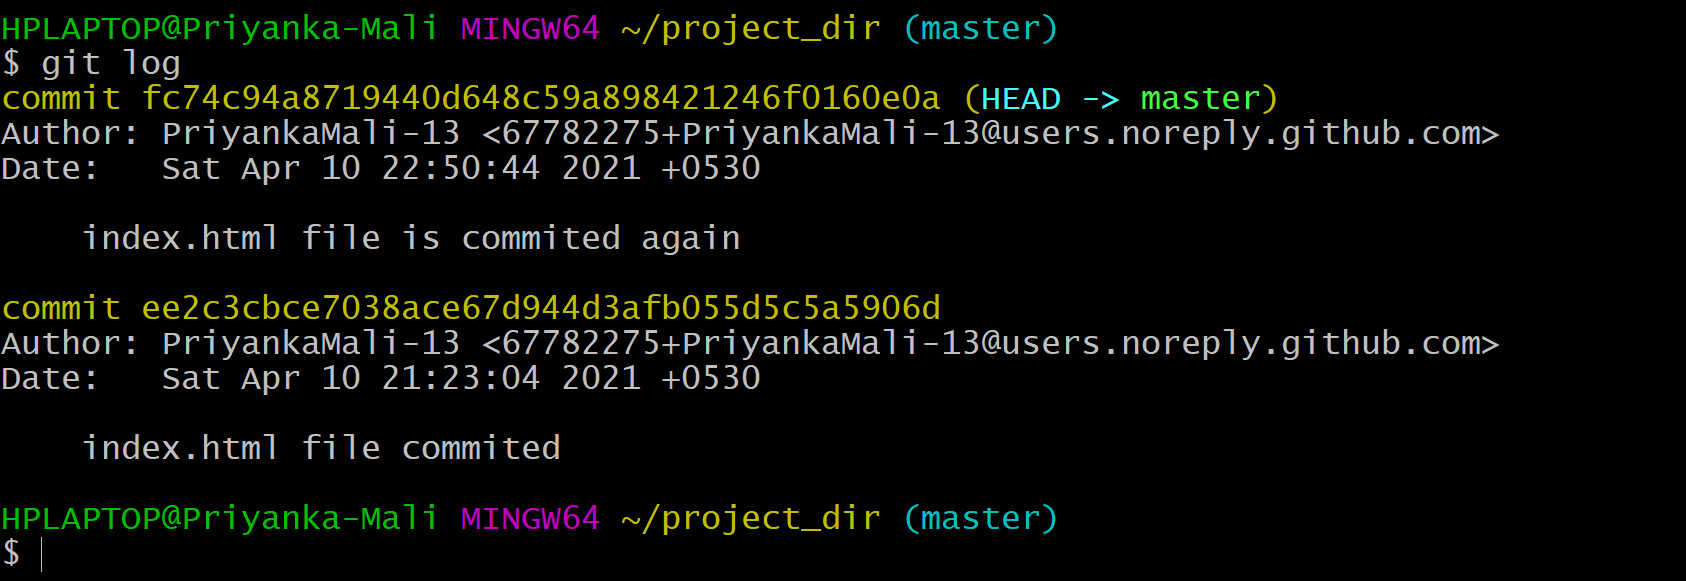 HPLAPTOP@Priyanka-Mali MINGW64 ~/project_dir (master)
$ git log
commit fc74c94a8719440d648c59a898421246f0160e0a (HEAD -> master)
Author: PriyankaMali-13 <67782275+PriyankaMali-13@users.noreply.github.com>
Date:   Sat Apr 10 22:50:44 2021 +0530
    index.html file is commited again
commit ee2c3cbce7038ace67d944d3afb055d5c5a5906d
Author: PriyankaMali-13 <67782275+PriyankaMali-13@users.noreply.github.com>
Date:   Sat Apr 10 21:23:04 2021 +0530
    index.html file commited
HPLAPTOP@Priyanka-Mali MINGW64 ~/project_dir (master)
$